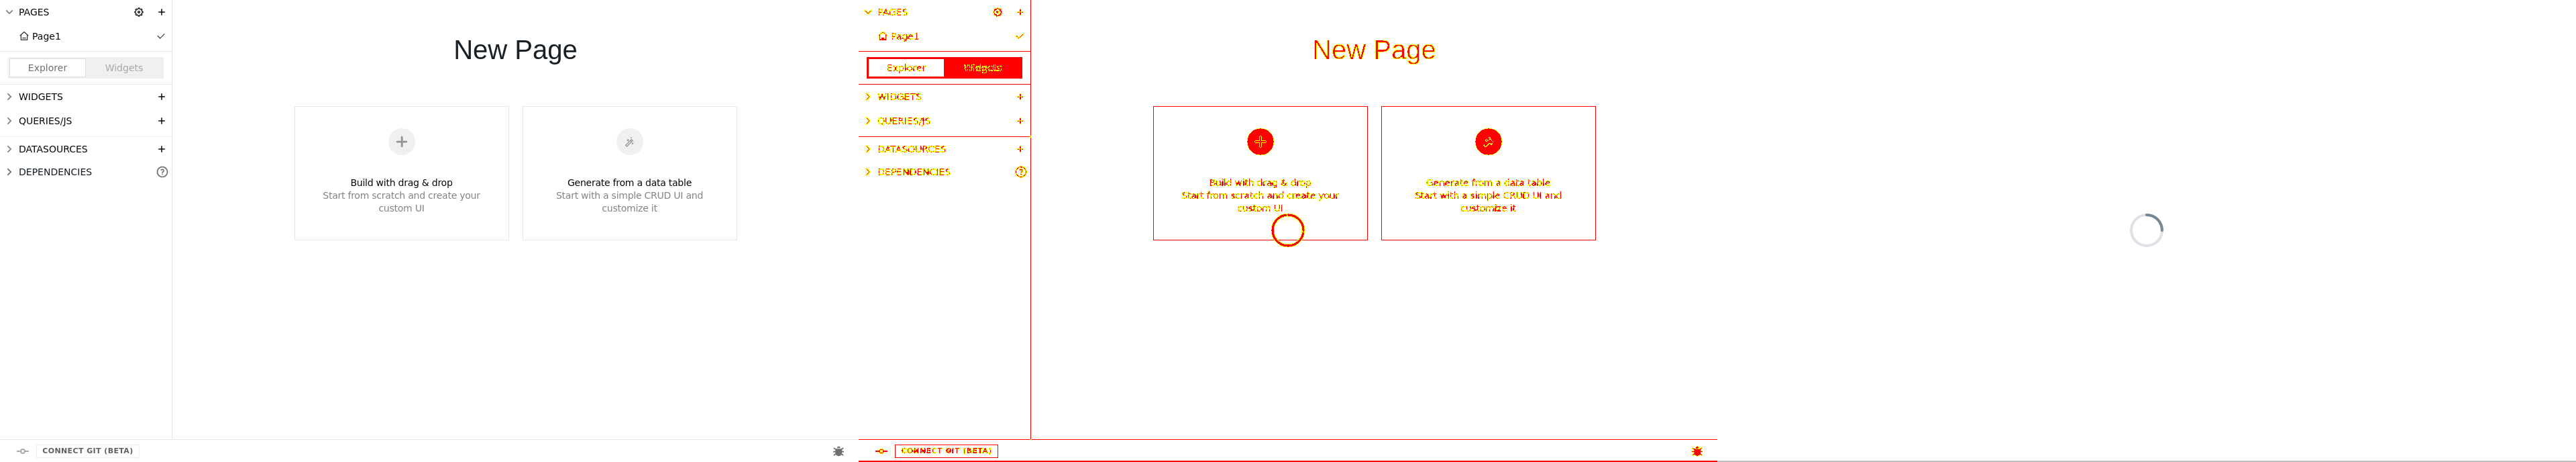 PAGES
Page1
Explorer Widgets
WIDGETS
QUERIES/JS
DATASOURCES
DEPENDENCIES
New Page
Build with drag & drop
Start from scratch and create your
custom UI
Generate from a data table
Start with a simple CRUD UI and
customize it
CONNECT GIT (BETA)
PAGES
Page1
Explorer Widgets
WIDGETS
QUERIES/JS
DATASOURCES
DEPENDENCIES
New Page
Build with drag & drop
Start from scratch and create your
custom UI
Generate from a data table
Start with a simple CRUD UI and
customize it
CONNECT GIT (BETA)